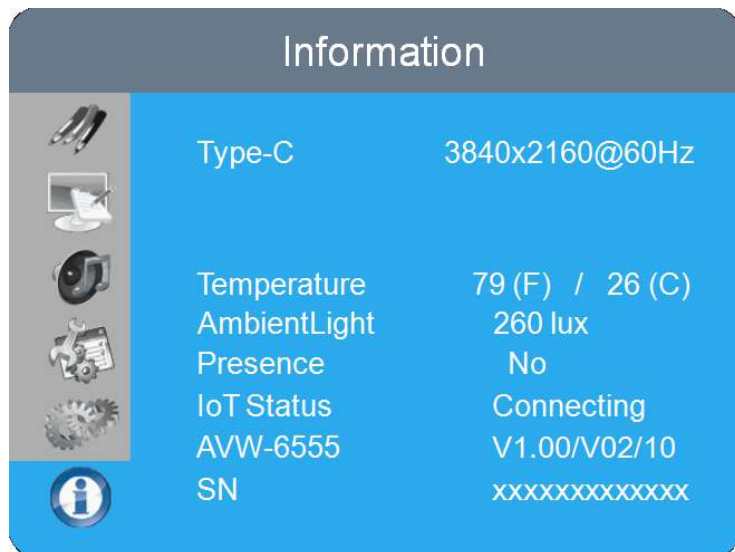 Information
Type-C 3840x2160@60Hz
Temperature 79 (F) / 26 (C)
AmbientLight 260 lux
Presence No
IoT Status Connecting
AVW-6555 V1.00/V02/10
SN xxxxxxxxxxxxx